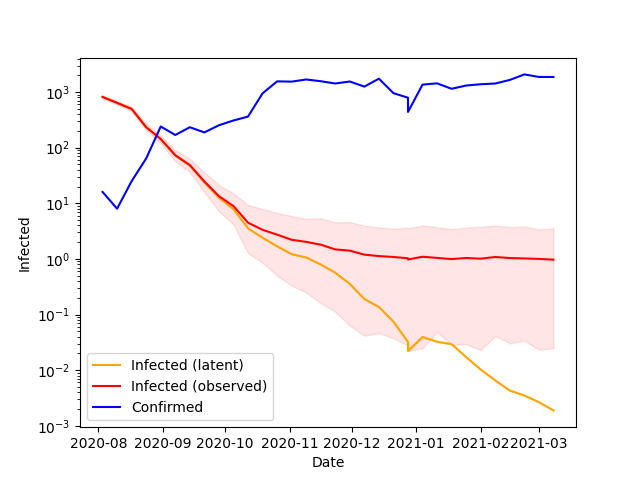 Infected
10³
10²
10¹
10⁰
10⁻¹
10⁻²
10⁻³
Infected (latent)
Infected (observed)
Confirmed
2020-08 2020-09 2020-10 2020-11 2020-12 2021-01 2021-02 2021-03
Date